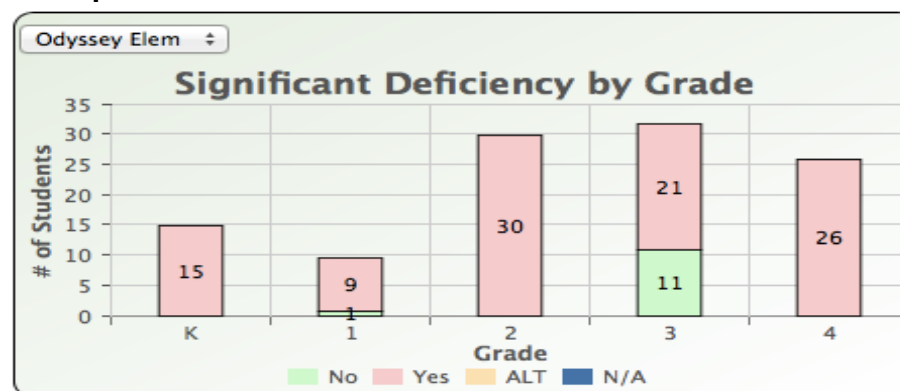 Odyssey Elem
Significant Deficiency by Grade
# of Students
35
30
25
20
15
10
5
0
15
9
1
30
21
11
26
K 1 2 3 4
Grade
No Yes ALT N/A